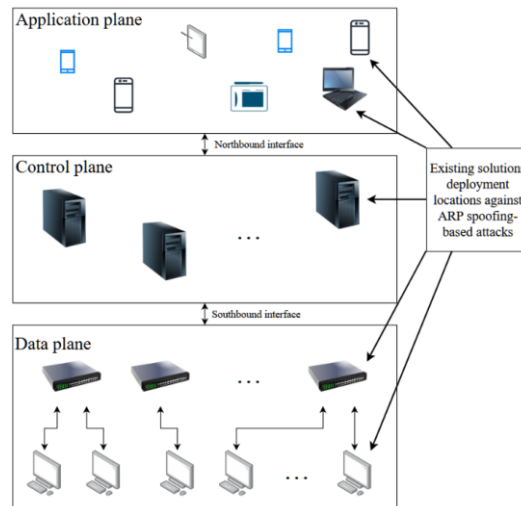 Application plane
Northbound interface
Control plane
...
Existing solution
deployment
locations against
ARP spoofing-
based attacks
Southbound interface
Data plane
...
...